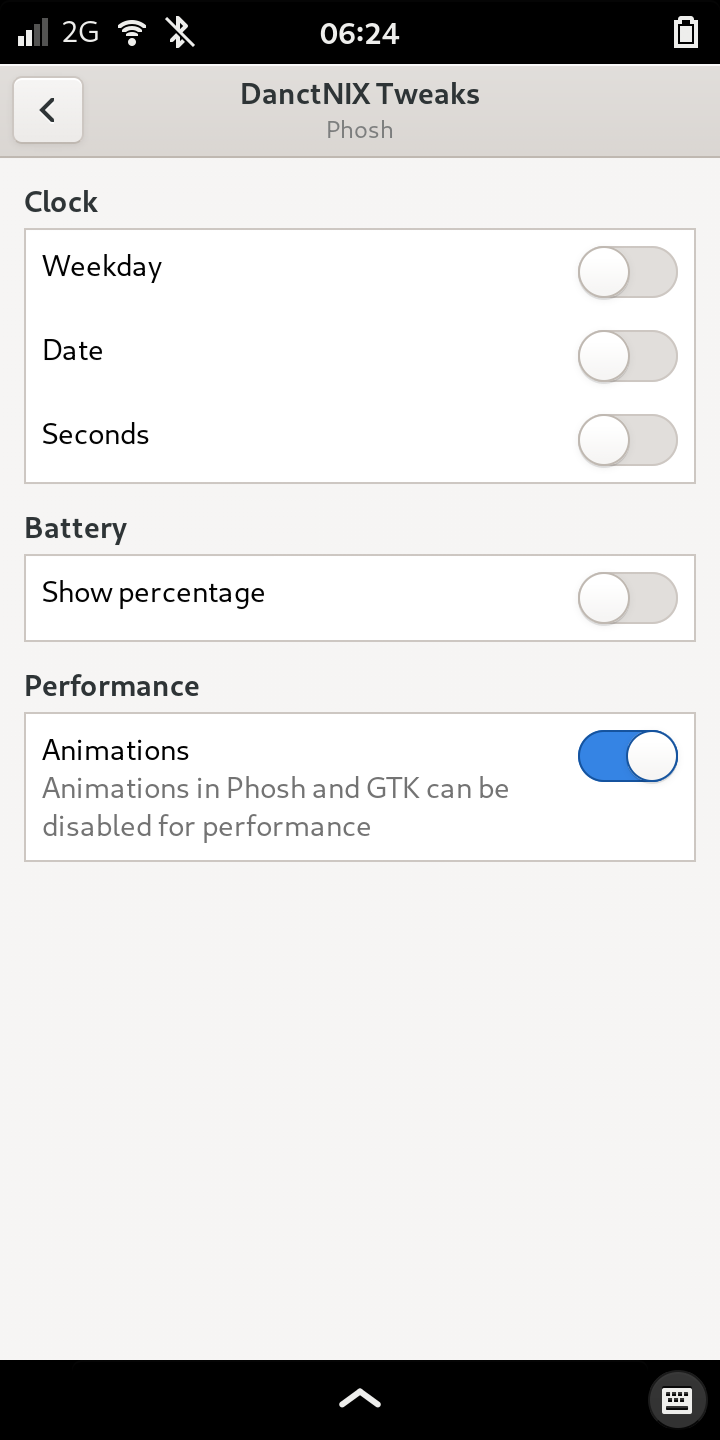 2G 06:24
DanctNIX Tweaks
Phosh
Clock
Weekday
Date
Seconds
Battery
Show percentage
Performance
Animations
Animations in Phosh and GTK can be
disabled for performance